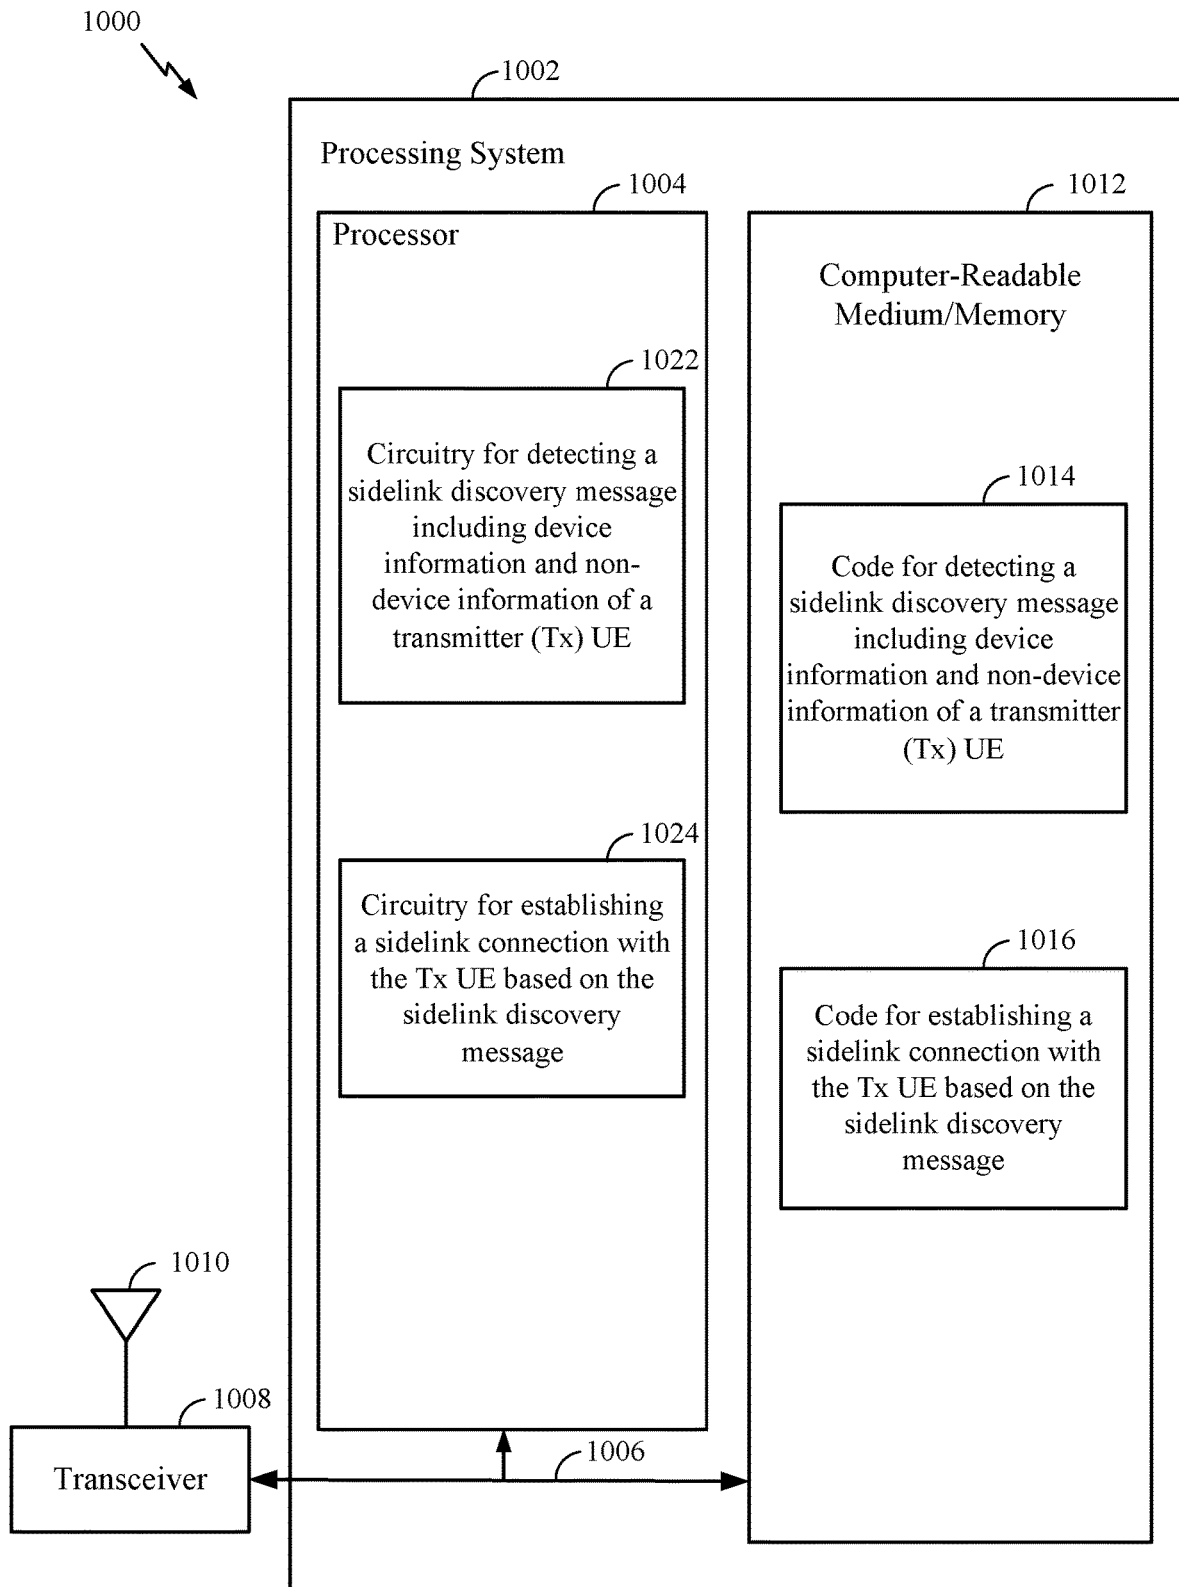 1000
1002
Processing System
1004
Processor
1012
Computer-Readable
Medium/Memory
1022
Circuitry for detecting a
sidelink discovery message
including device
information and non-
device information of a
transmitter (Tx) UE
1014
Code for detecting a
sidelink discovery message
including device
information and non-device
information of a transmitter
(Tx) UE
1024
Circuitry for establishing
a sidelink connection with
the Tx UE based on the
sidelink discovery
message
1016
Code for establishing a
sidelink connection with
the Tx UE based on the
sidelink discovery
message
1010
1008
Transceiver
1006